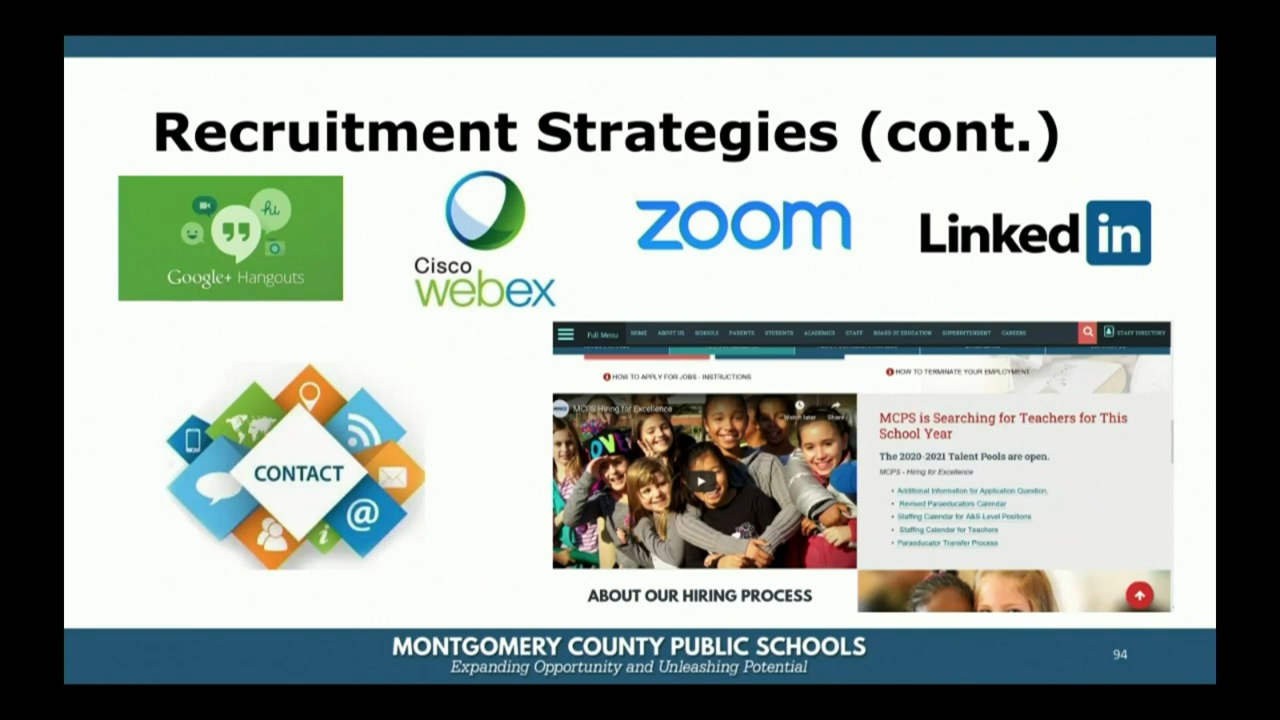 Recruitment Strategies (cont.)
hi
Google+ Hangouts
Cisco
webex
zoom
Linked in
CONTACT
@
i
Full Menu HOME ABOUT US SCHOOLS PARENTS STUDENTS ACADEMICS STAFF BOARD OF EDUCATION SUPERINTENDENT CAREERS STAFF DIRECTORY
HOW TO APPLY FOR JOBS - INSTRUCTIONS
HOW TO TERMINATE YOUR EMPLOYMENT
MCPS Hiring for Excellence
Watch later Share
MCPS is Searching for Teachers for This
School Year
The 2020-2021 Talent Pools are open.
MCPS - Hiring for Excellence
• Additional Information for Application Question.
• Revised Paraeducators Calendar
• Staffing Calendar for A&S Level Positions
• Staffing Calendar for Teachers
• Paraeducator Transfer Process
ABOUT OUR HIRING PROCESS
MONTGOMERY COUNTY PUBLIC SCHOOLS
Expanding Opportunity and Unleashing Potential
94